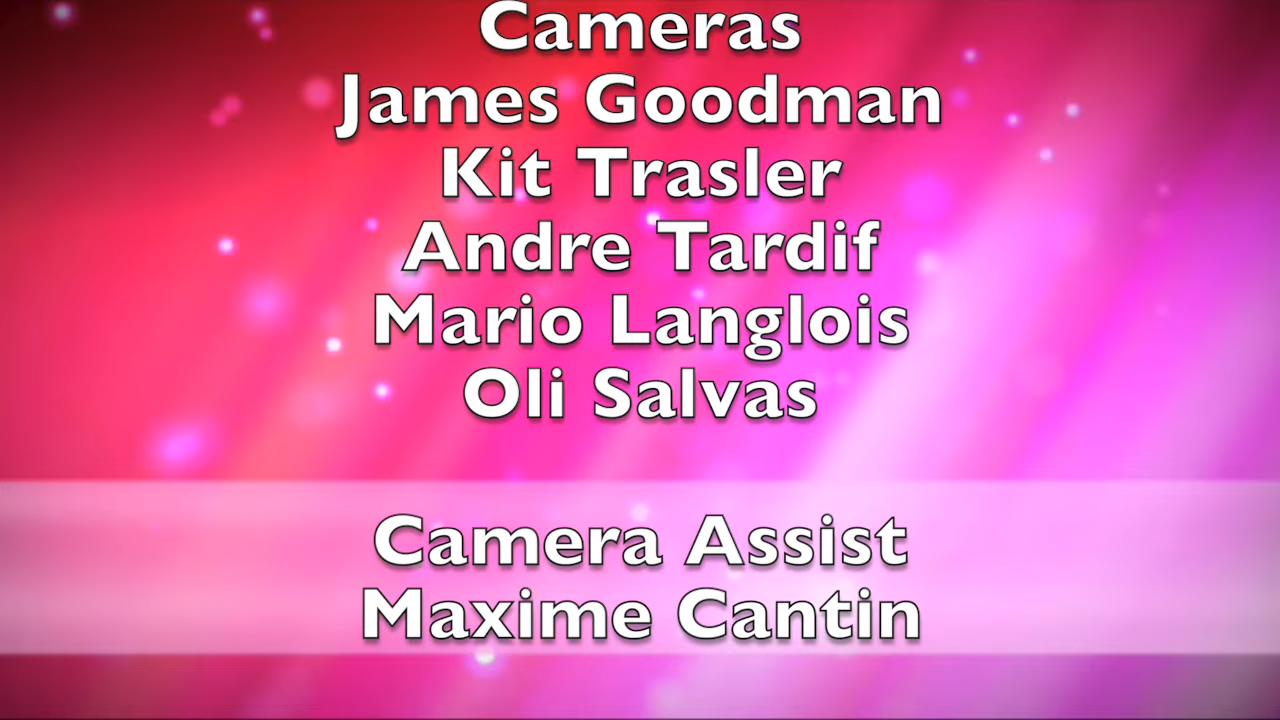 Cameras
James Goodman
Kit Trasler
Andre Tardif
Mario Langlois
Oli Salvas
Camera Assist
Maxime Cantin